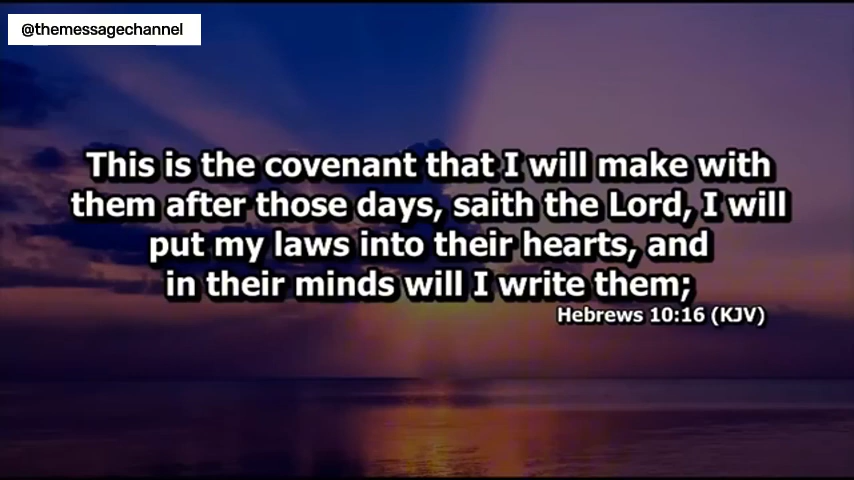 @themessagechannel
This is the covenant that I will make with
them after those days, saith the Lord, I will
put my laws into their hearts, and
in their minds will I write them;
Hebrews 10:16 (KJV)